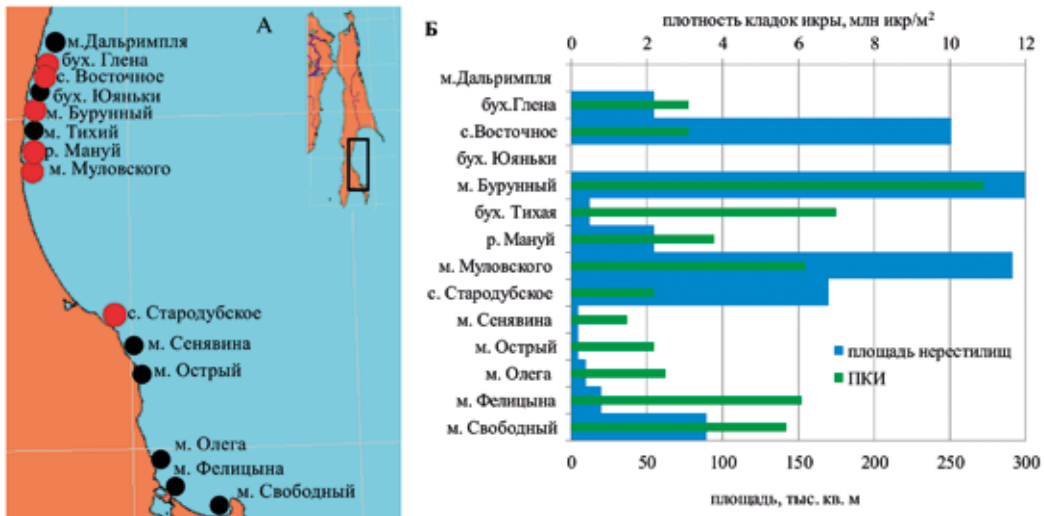 А
м.Дальримпля
бух. Глена
с. Восточное
бух. Юяньки
м. Бурунный
м. Тихий
р. Мануй
м. Муловского
с. Стародубское
м. Сенявина
м. Острый
м. Олега
м. Фелицына
м. Свободный
Б
плотность кладок икры, млн икр/м²
0 2 4 6 8 10 12
м.Дальримпля
бух.Глена
с.Восточное
бух. Юяньки
м. Бурунный
бух. Тихая
р. Мануй
м. Муловского
с. Стародубское
м. Сенявина
м. Острый
м. Олега
м. Фелицына
м. Свободный
площадь нерестилищ
ПКИ
0 50 100 150 200 250 300
площадь, тыс. кв. м